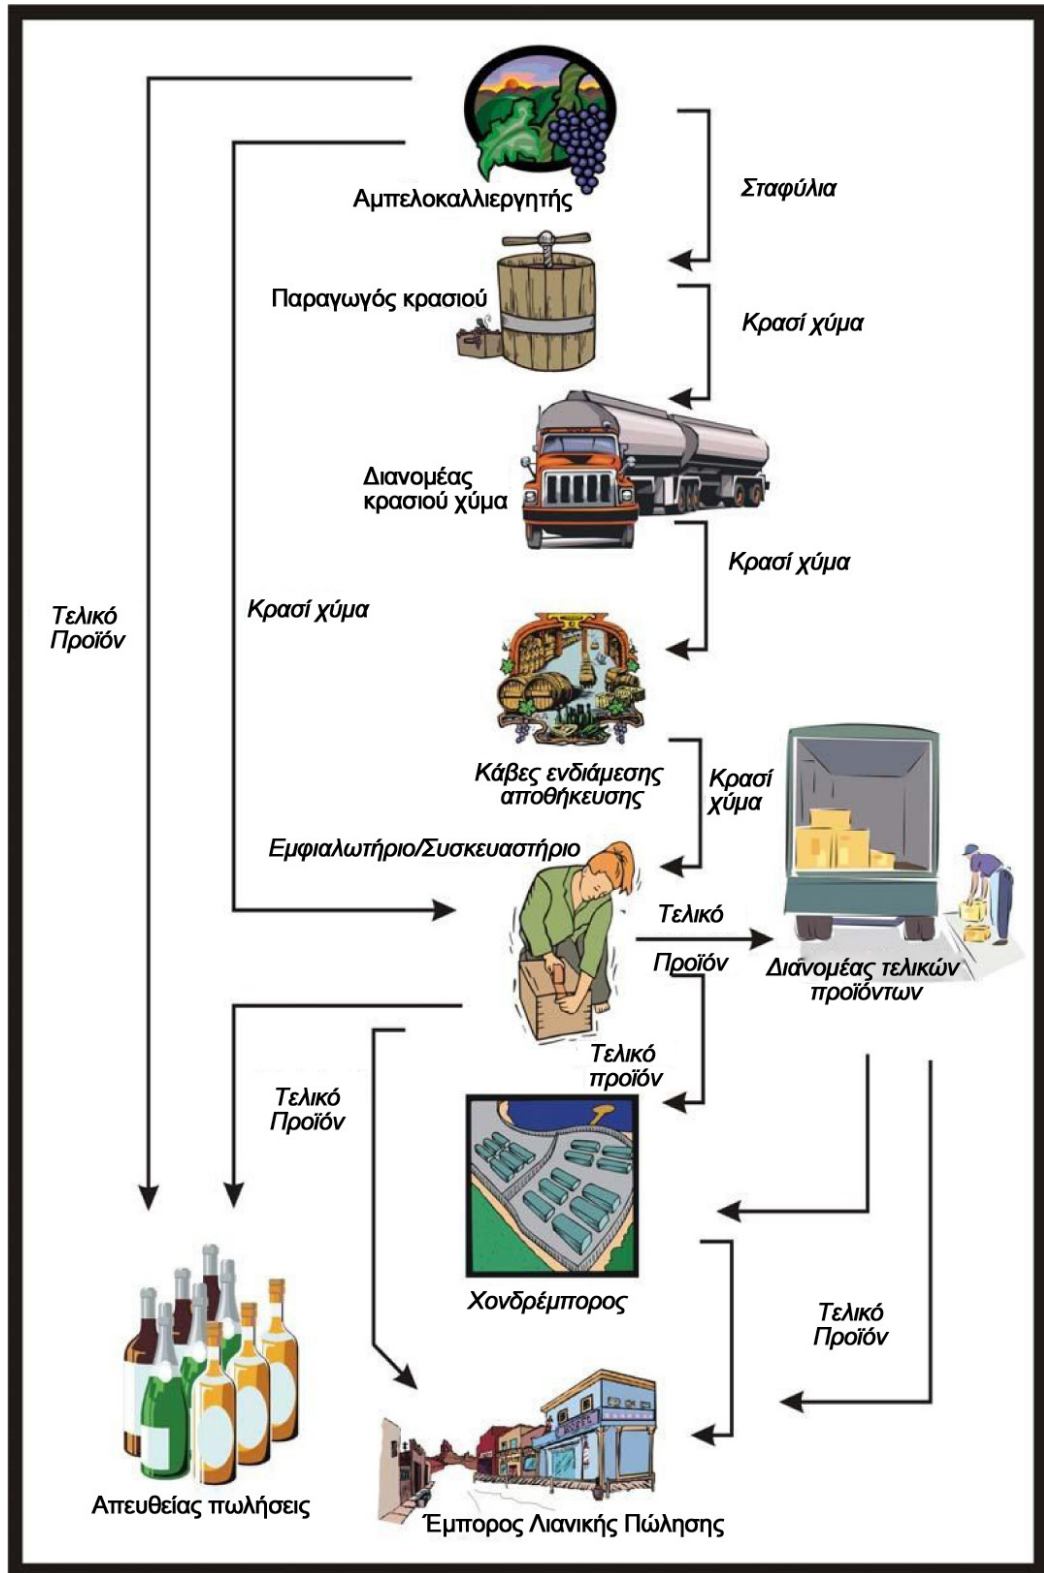 Αμπελοκαλλιεργητής
Σταφύλια
Παραγωγός κρασιού
Κρασί χύμα
Διανομέας
κρασιού χύμα
Κρασί χύμα
Τελικό
Προϊόν
Κρασί χύμα
Κάβες ενδιάμεσης
αποθήκευσης
Κρασί
χύμα
Εμφιαλωτήριο/Συσκευαστήριο
Τελικό
Προϊόν
Διανομέας τελικών
προϊόντων
Τελικό
προϊόν
Τελικό
Προϊόν
Χονδρέμπορος
Τελικό
Προϊόν
Απευθείας πωλήσεις
Έμπορος Λιανικής Πώλησης